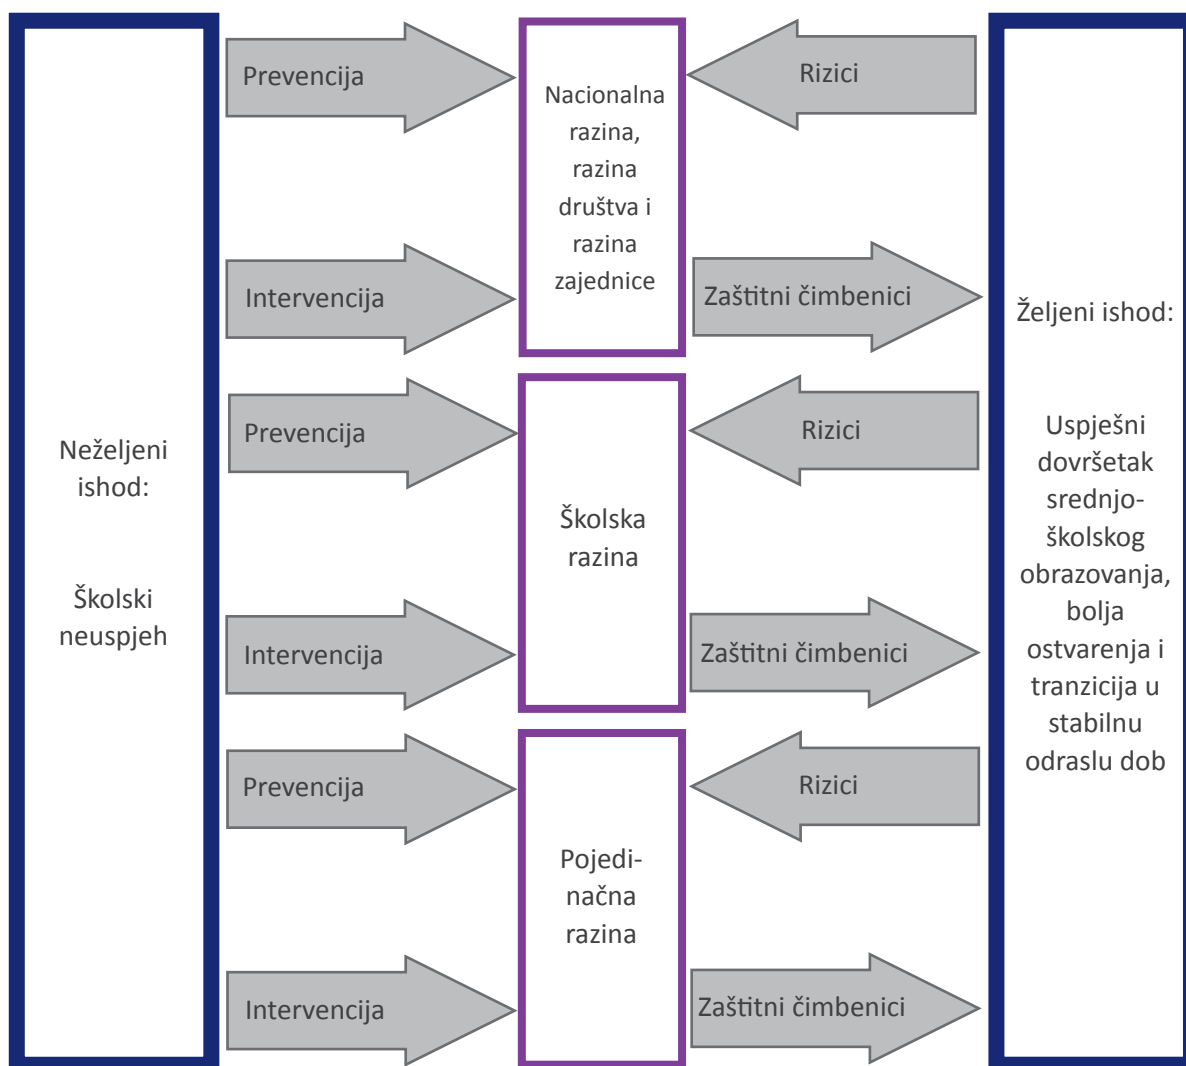 Neželjeni
ishod:
Školski
neuspjeh
Prevencija
Intervencija
Prevencija
Intervencija
Prevencija
Intervencija
Nacionalna
razina,
razina
društva i
razina
zajednice
Školska
razina
Pojedi-
načna
razina
Rizici
Zaštitni čimbenici
Rizici
Zaštitni čimbenici
Rizici
Zaštitni čimbenici
Željeni ishod:
Uspješni
dovršetak
srednjo-
školskog
obrazovanja,
bolja
ostvarenja i
tranzicija u
stabilnu
odraslu dob